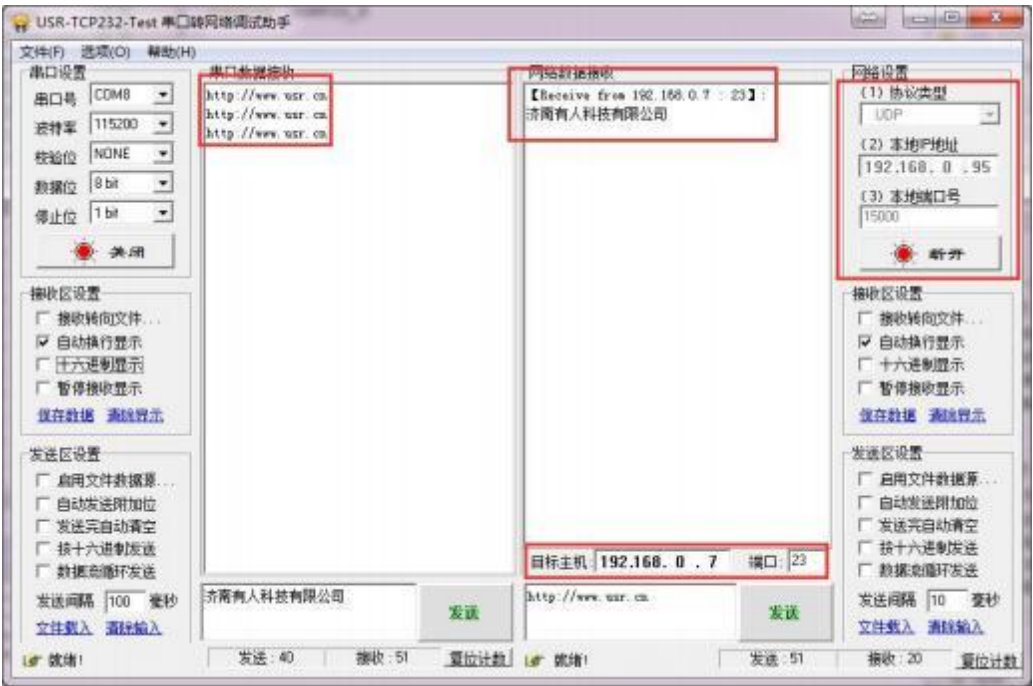 USR-TCP232-Test 串口转网络调试助手
文件(F) 选项(O) 帮助(H)
串口设置
串口号 COM8
波特率 115200
校验位 NONE
数据位 8 bit
停止位 1 bit
关闭
接收区设置
接收转向文件...
自动换行显示
十六进制显示
暂停接收显示
保存数据 清除显示
发送区设置
启用文件数据源...
自动发送附加位
发送完自动清空
按十六进制发送
数据流循环发送
发送间隔 100 毫秒
文件载入 清除输入
就绪!
串口数据接收
http://www.usr.cn
http://www.usr.cn
http://www.usr.cn
济南有人科技有限公司
发送
发送:40 接收:51 复位计数
网络数据接收
【Receive from 192.168.0.7 : 23】:
济南有人科技有限公司
目标主机: 192.168. 0 . 7 端口: 23
http://www.usr.cn
发送
就绪! 发送:51 接收:20 复位计数
网络设置
(1) 协议类型
UDP
(2) 本地IP地址
192.168. 0 .95
(3) 本地端口号
15000
断开
接收区设置
接收转向文件...
自动换行显示
十六进制显示
暂停接收显示
保存数据 清除显示
发送区设置
启用文件数据源...
自动发送附加位
发送完自动清空
按十六进制发送
数据流循环发送
发送间隔 10 毫秒
文件载入 清除输入